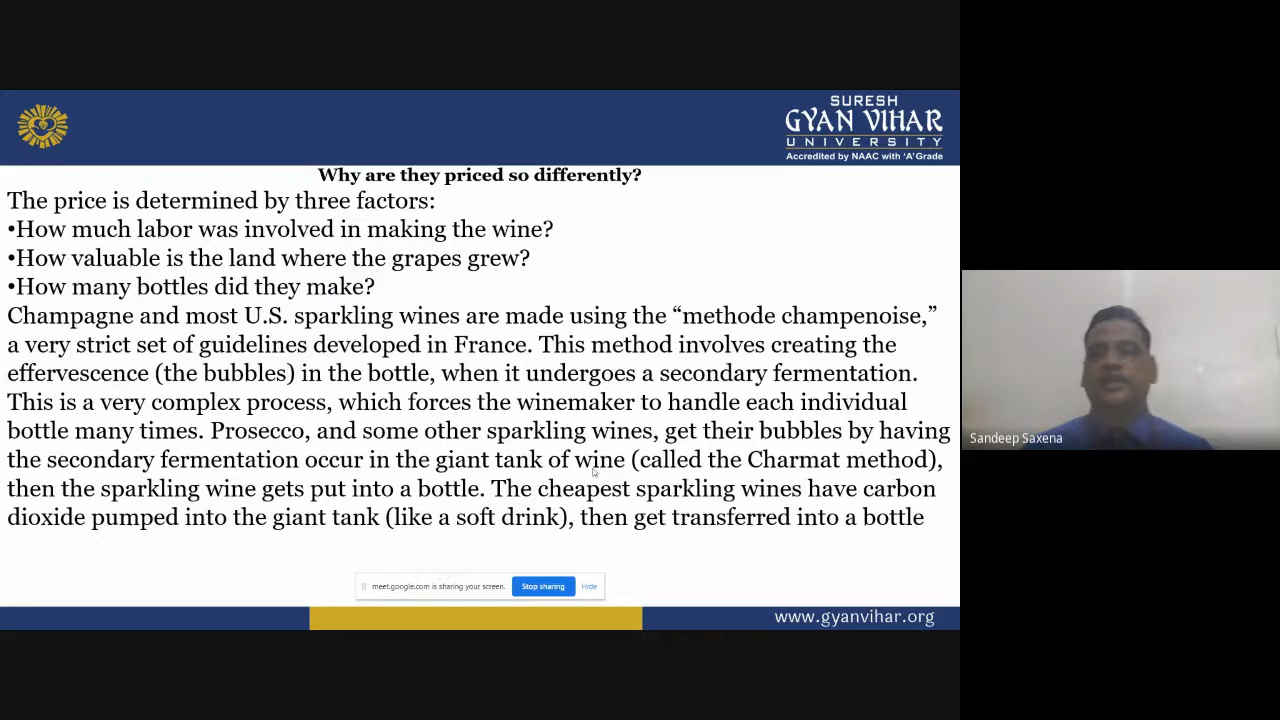 SURESH
GYAN VIHAR
UNIVERSITY
Accredited by NAAC with 'A' Grade
Why are they priced so differently?
The price is determined by three factors:
•How much labor was involved in making the wine?
•How valuable is the land where the grapes grew?
•How many bottles did they make?
Champagne and most U.S. sparkling wines are made using the “methode champenoise,”
a very strict set of guidelines developed in France. This method involves creating the
effervescence (the bubbles) in the bottle, when it undergoes a secondary fermentation.
This is a very complex process, which forces the winemaker to handle each individual
bottle many times. Prosecco, and some other sparkling wines, get their bubbles by having
the secondary fermentation occur in the giant tank of wine (called the Charmat method),
then the sparkling wine gets put into a bottle. The cheapest sparkling wines have carbon
dioxide pumped into the giant tank (like a soft drink), then get transferred into a bottle
Sandeep Saxena
meet.google.com is sharing your screen. Stop sharing Hide
www.gyanvihar.org